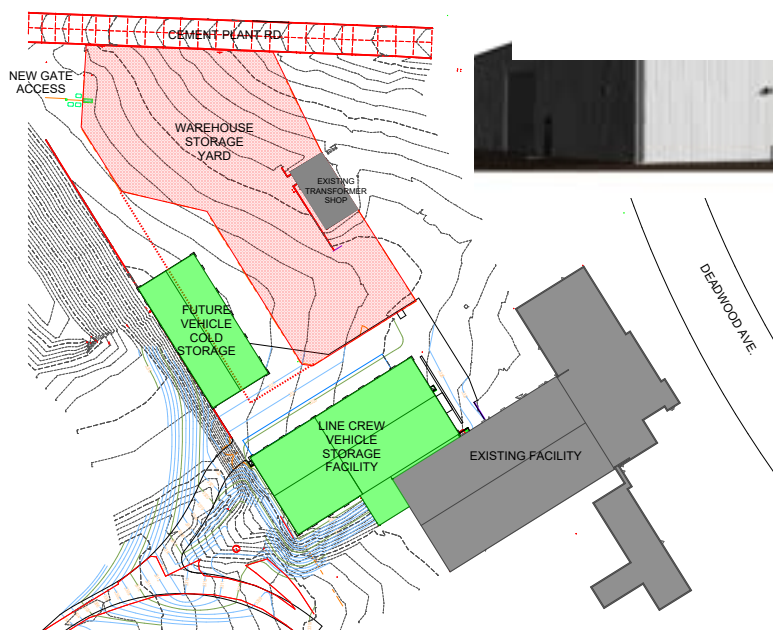 CEMENT PLANT RD.
NEW GATE
ACCESS
WAREHOUSE
STORAGE
YARD
EXISTING
TRANSFORMER
SHOP
DEADWOOD AVE.
FUTURE
VEHICLE
COLD
STORAGE
LINE CREW
VEHICLE
STORAGE
FACILITY
EXISTING FACILITY